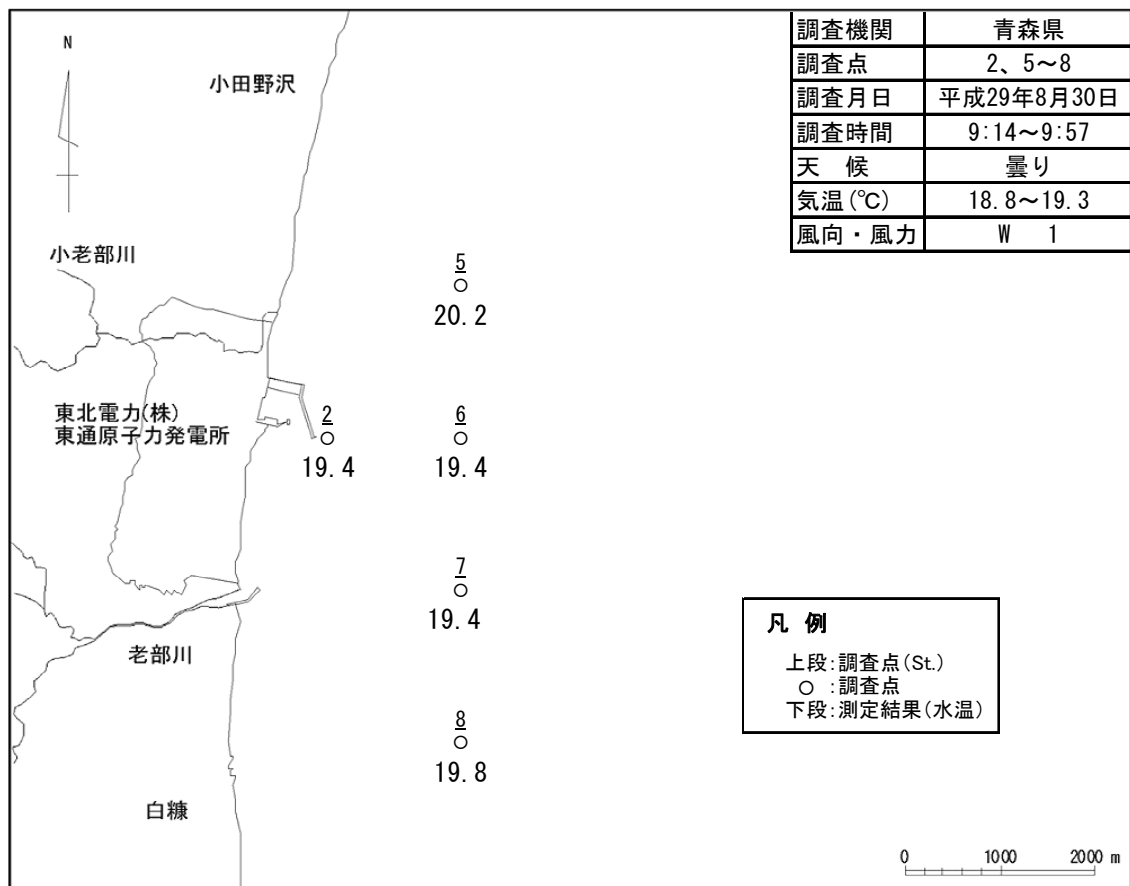 N
小田野沢
調査機関 青森県
調査点 2、5～8
調査月日 平成29年8月30日
調査時間 9:14～9:57
天 候 曇り
気温(℃) 18.8～19.3
風向・風力 W 1
小老部川
5
20.2
東北電力(株)
東通原子力発電所
2
19.4
6
19.4
7
19.4
老部川
8
19.8
白糠
凡 例
上段:調査点(St.)
○ :調査点
下段:測定結果(水温)
0 1000 2000 m